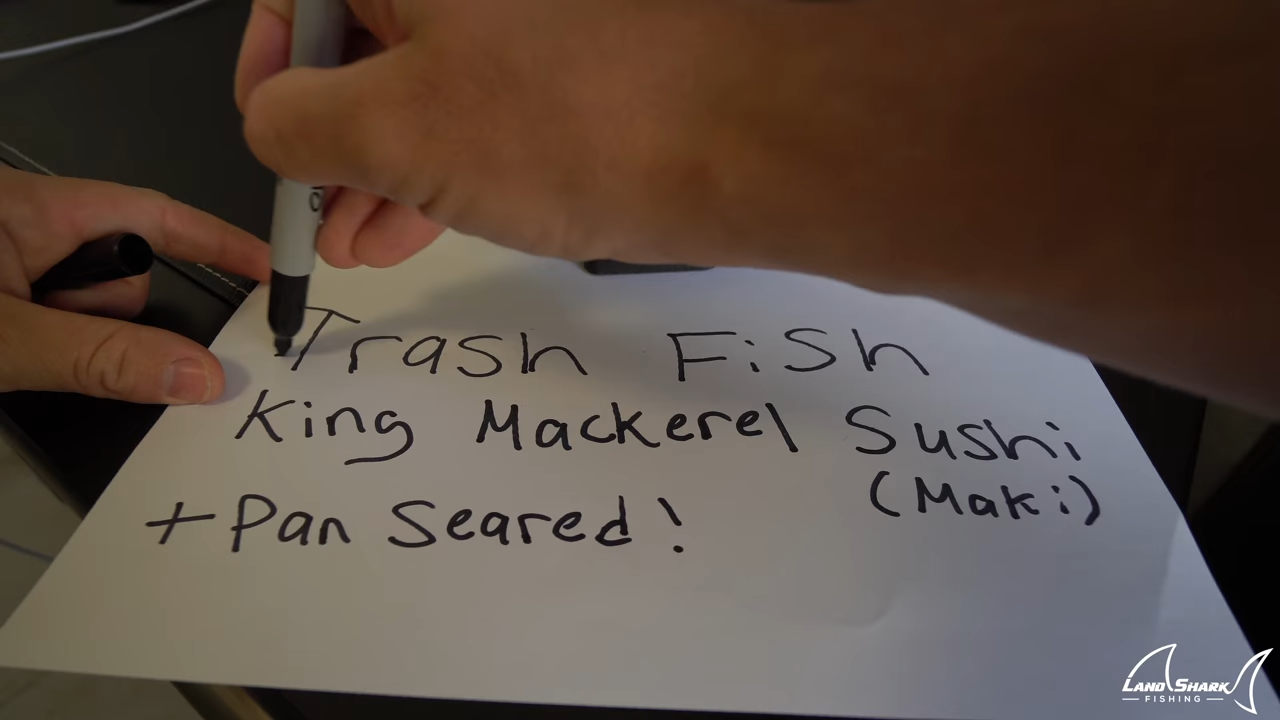 Trash Fish
King Mackerel Sushi
(Maki)
+ Pan Seared!
LAND SHARK
FISHING